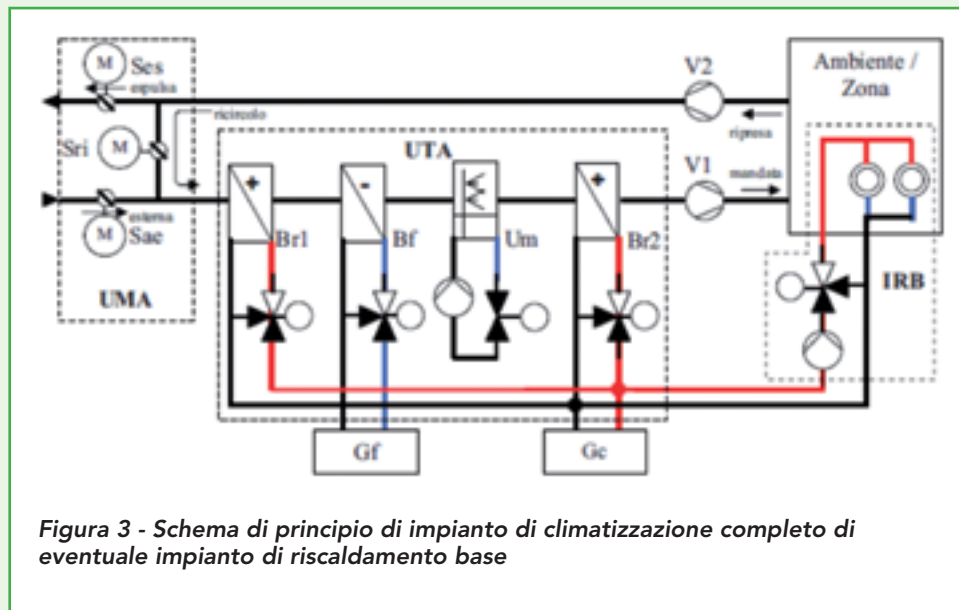 M
Ses
espulsa
V2
Ambiente /
Zona
ricircolo
ripresa
Sri
M
UTA
V1
mandata
esterna
M
Sae
Br1
Bf
Um
Br2
UMA
IRB
Gf
Gc
Figura 3 - Schema di principio di impianto di climatizzazione completo di
eventuale impianto di riscaldamento base